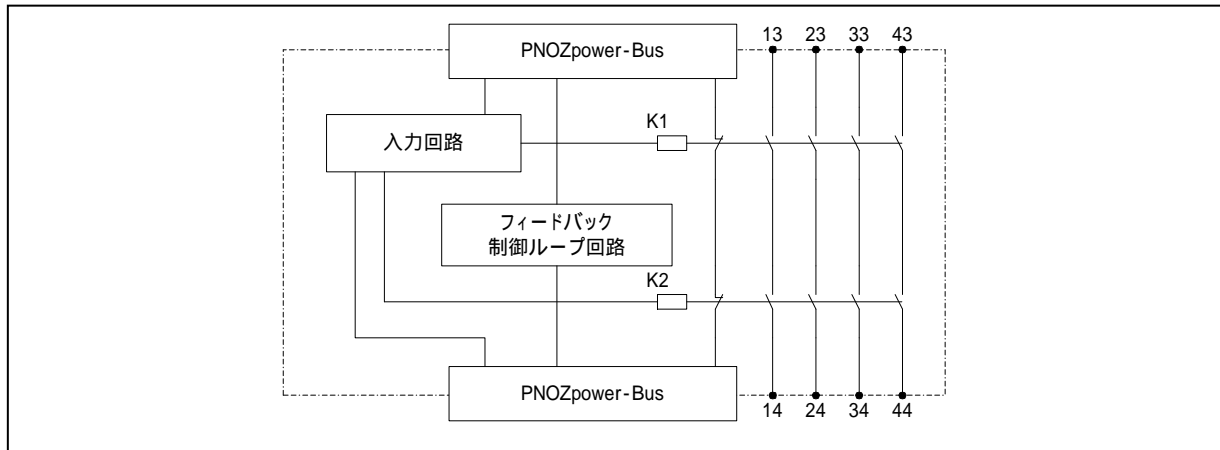 PNOZpower-Bus
13 23 33 43
入力回路
K1
フィードバック
制御ループ回路
K2
PNOZpower-Bus
14 24 34 44